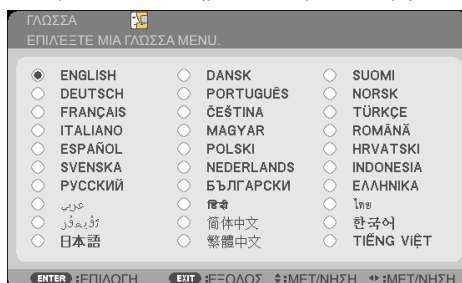 ΓΛΩΣΣΑ
ΕΠΙΛΈΞΤΕ ΜΙΑ ΓΛΏΣΣΑ MENU.
ENGLISH DANSK SUOMI
DEUTSCH PORTUGUÊS NORSK
FRANÇAIS ČEŠTINA TÜRKÇE
ITALIANO MAGYAR ROMÂNĂ
ESPAÑOL POLSKI HRVATSKI
SVENSKA NEDERLANDS INDONESIA
РУССКИЙ БЪЛГАРСКИ ΕΛΛΗΝΙΚΑ
عربي हिंदी ไทย
ئۇيغۇر 简体中文 한국어
日本語 繁體中文 TIẾNG VIỆT
ENTER :ΕΠΙΛΟΓΗ EXIT :ΕΞΟΔΟΣ :ΜΕΤ/ΝΗΣΗ :ΜΕΤ/ΝΗΣΗ